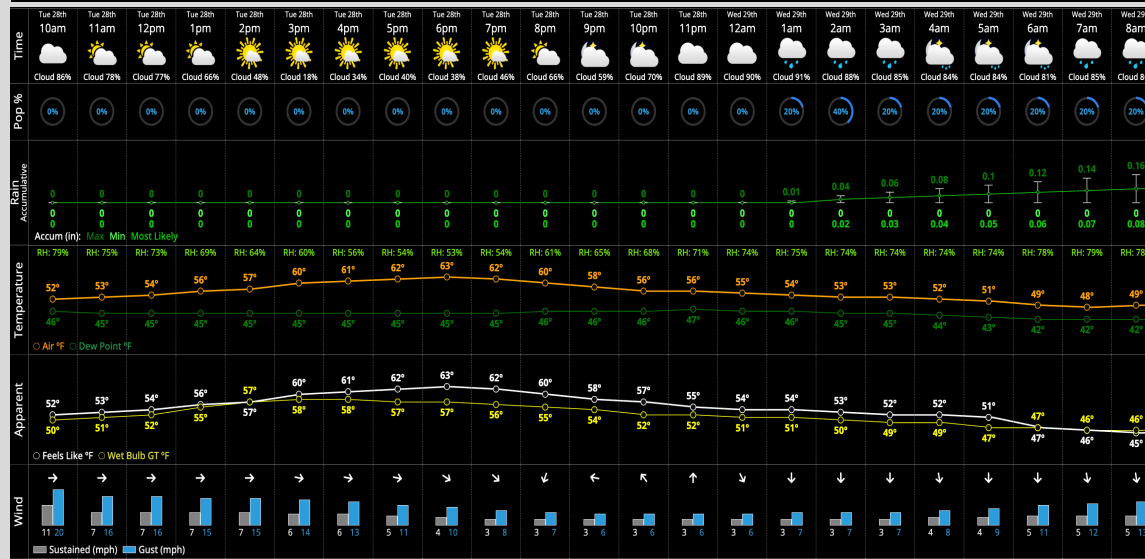 Time
Tue 28th Tue 28th Tue 28th Tue 28th Tue 28th Tue 28th Tue 28th Tue 28th Tue 28th Tue 28th Tue 28th Tue 28th Tue 28th Tue 28th Wed 29th Wed 29th Wed 29th Wed 29th Wed 29th Wed 29th Wed 29th Wed 29th Wed 29th
10am 11am 12pm 1pm 2pm 3pm 4pm 5pm 6pm 7pm 8pm 9pm 10pm 11pm 12am 1am 2am 3am 4am 5am 6am 7am 8am
Cloud 86% Cloud 78% Cloud 77% Cloud 66% Cloud 48% Cloud 18% Cloud 34% Cloud 40% Cloud 38% Cloud 46% Cloud 66% Cloud 59% Cloud 70% Cloud 89% Cloud 90% Cloud 91% Cloud 88% Cloud 85% Cloud 84% Cloud 84% Cloud 81% Cloud 85% Cloud 8
Pop %
0% 0% 0% 0% 0% 0% 0% 0% 0% 0% 0% 0% 0% 0% 0% 20% 40% 20% 20% 20% 20% 20% 20%
Rain
Accumulative
0 0 0 0 0 0 0 0 0 0 0 0 0 0 0 0.01 0.04 0.06 0.08 0.1 0.12 0.14 0.16
0 0 0 0 0 0 0 0 0 0 0 0 0 0 0 0 0 0 0 0 0 0 0
0 0 0 0 0 0 0 0 0 0 0 0 0 0 0 0 0.02 0.03 0.04 0.05 0.06 0.07 0.08
Accum (in): Max Min Most Likely
Temperature
RH: 79% RH: 75% RH: 73% RH: 69% RH: 64% RH: 60% RH: 56% RH: 54% RH: 53% RH: 54% RH: 60% RH: 65% RH: 68% RH: 71% RH: 74% RH: 75% RH: 74% RH: 74% RH: 74% RH: 74% RH: 78% RH: 79% RH: 78
52° 53° 54° 56° 57° 60° 61° 62° 63° 62° 60° 58° 56° 56° 55° 54° 53° 53° 52° 51° 49° 48° 49°
46° 45° 45° 45° 45° 45° 45° 45° 45° 45° 46° 46° 46° 47° 46° 46° 45° 45° 44° 43° 42° 42° 42°
Air °F Dew Point °F
Apparent
52° 53° 54° 56° 57° 60° 61° 62° 63° 62° 60° 58° 57° 55° 54° 54° 53° 52° 52° 51° 47° 46° 46°
50° 51° 52° 55° 57° 58° 58° 57° 57° 56° 55° 54° 52° 52° 51° 51° 50° 49° 49° 47° 47° 46° 45°
Feels Like °F Wet Bulb GT °F
Wind
11 20 7 16 7 16 7 15 7 15 6 14 6 13 5 11 4 10 3 8 3 7 3 6 3 6 3 6 3 6 3 7 3 7 3 7 4 8 4 9 5 11 5 12 5
Sustained (mph) Gust (mph)